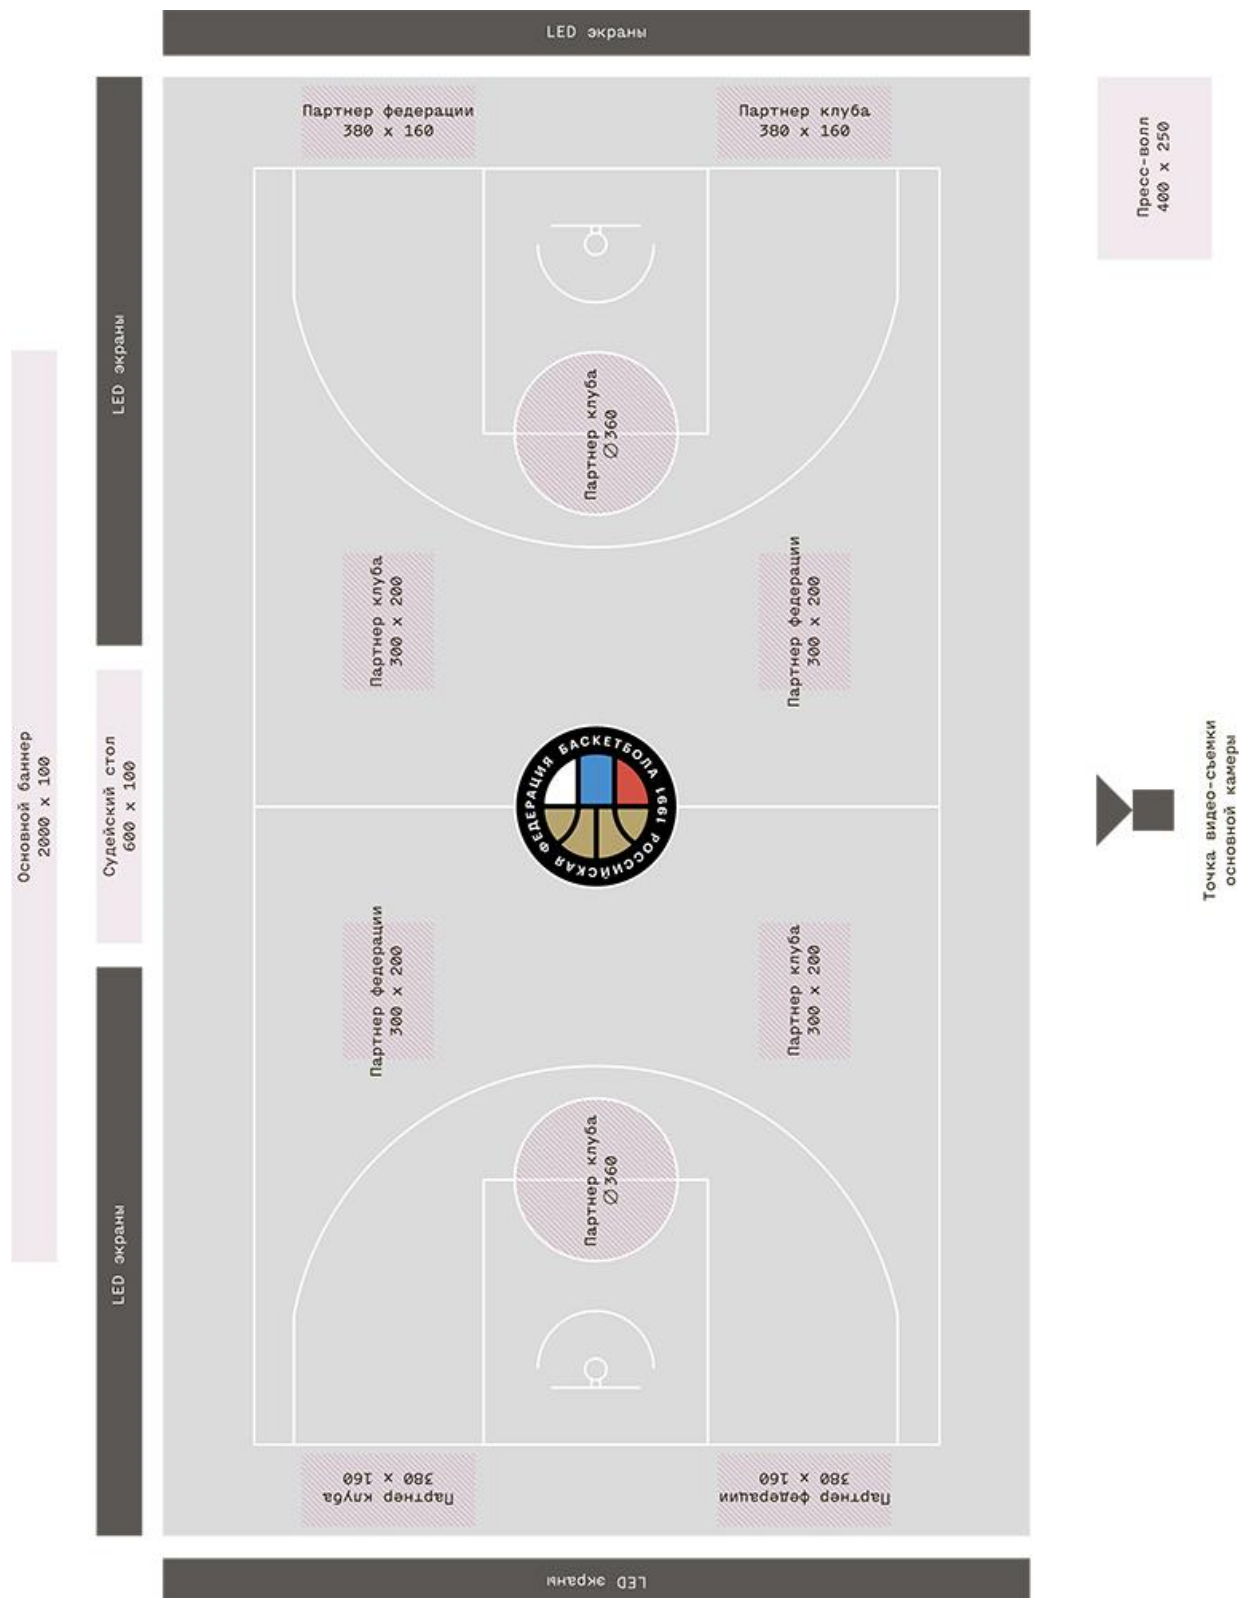 LED экраны
Партнер федерации
380 x 160
Партнер клуба
380 x 160
Пресс-волл
400 x 250
LED экраны
Партнер клуба
Ø360
Партнер клуба
300 x 200
Партнер федерации
300 x 200
Основной баннер
2000 x 100
Судейский стол
600 x 100
РОССИЙСКАЯ ФЕДЕРАЦИЯ БАСКЕТБОЛА 1991
Точка видео-съемки
основной камеры
Партнер федерации
300 x 200
Партнер клуба
300 x 200
Партнер клуба
Ø360
LED экраны
Партнер клуба
380 x 160
Партнер федерации
380 x 160
LED экраны